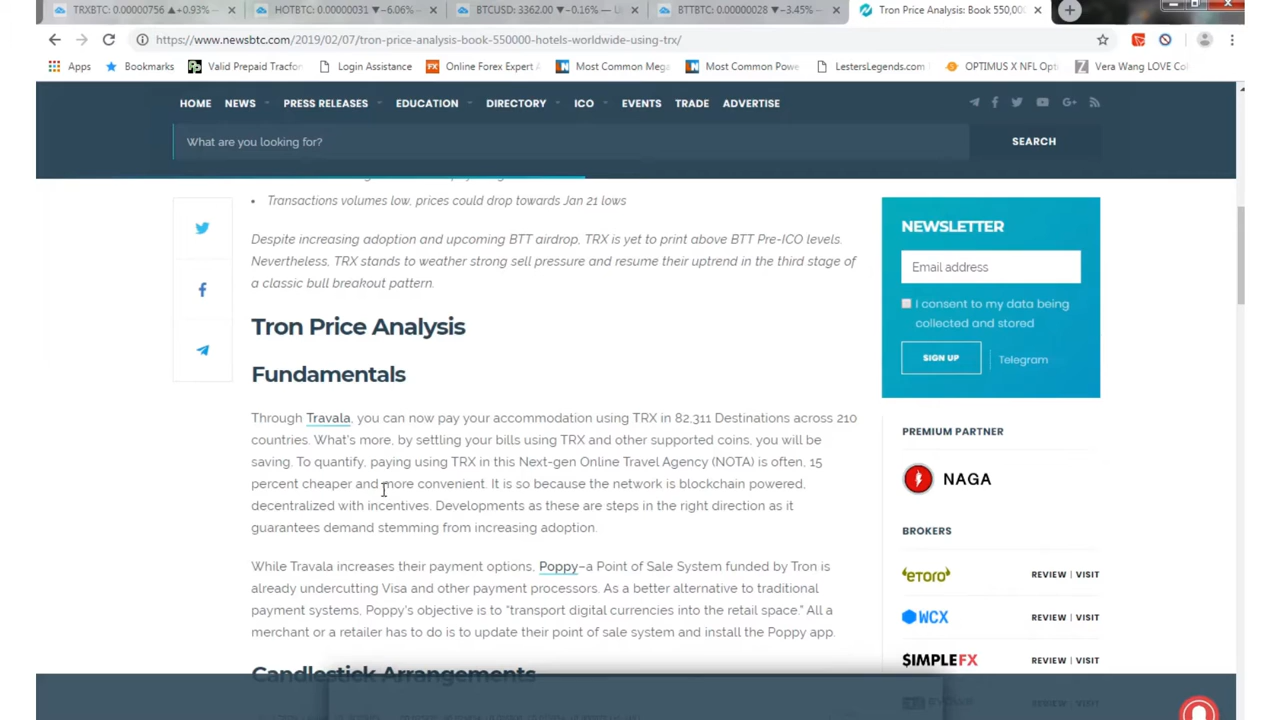 TRXBTC: 0.00000756 ▲+0.93%
HOTBTC: 0.00000031 ▼−6.06%
BTCUSD: 3362.00 ▼−0.16% —
BTTBTC: 0.00000028 ▼−3.45%
Tron Price Analysis: Book 550,00
https://www.newsbtc.com/2019/02/07/tron-price-analysis-book-550000-hotels-worldwide-using-trx/
Apps Bookmarks Valid Prepaid Tracfon Login Assistance Online Forex Expert A Most Common Mega Most Common Powe LestersLegends.com OPTIMUS X NFL Opti Vera Wang LOVE Col
HOME NEWS PRESS RELEASES EDUCATION DIRECTORY ICO EVENTS TRADE ADVERTISE
What are you looking for? SEARCH
• Transactions volumes low, prices could drop towards Jan 21 lows
Despite increasing adoption and upcoming BTT airdrop, TRX is yet to print above BTT Pre-ICO levels.
Nevertheless, TRX stands to weather strong sell pressure and resume their uptrend in the third stage of
a classic bull breakout pattern.
Tron Price Analysis
Fundamentals
Through Travala, you can now pay your accommodation using TRX in 82,311 Destinations across 210
countries. What's more, by settling your bills using TRX and other supported coins, you will be
saving. To quantify, paying using TRX in this Next-gen Online Travel Agency (NOTA) is often, 15
percent cheaper and more convenient. It is so because the network is blockchain powered,
decentralized with incentives. Developments as these are steps in the right direction as it
guarantees demand stemming from increasing adoption.
While Travala increases their payment options, Poppy–a Point of Sale System funded by Tron is
already undercutting Visa and other payment processors. As a better alternative to traditional
payment systems, Poppy's objective is to “transport digital currencies into the retail space.” All a
merchant or a retailer has to do is to update their point of sale system and install the Poppy app.
Candlestick Arrangements
NEWSLETTER
Email address
I consent to my data being
collected and stored
SIGN UP Telegram
PREMIUM PARTNER
NAGA
BROKERS
eToro REVIEW | VISIT
WCX REVIEW | VISIT
SIMPLEFX REVIEW | VISIT
REVIEW | VISIT